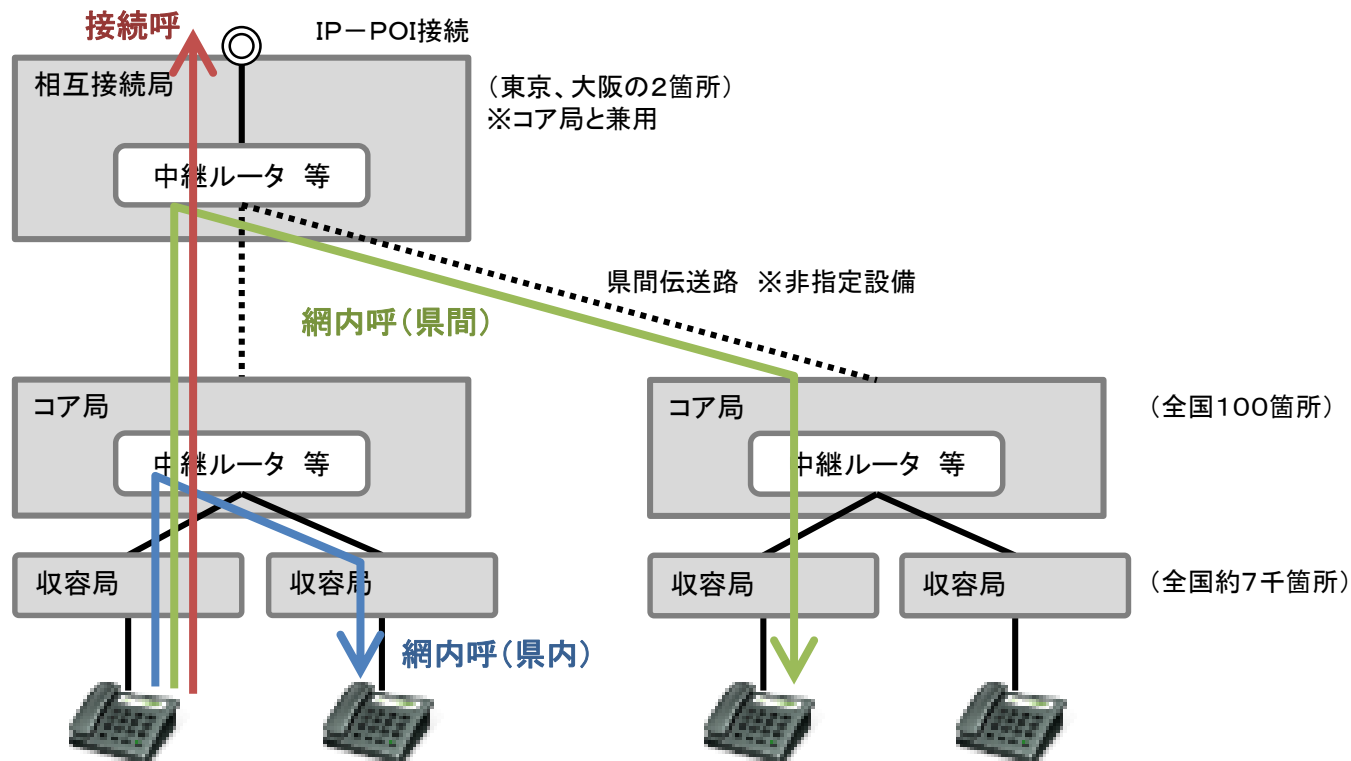 接続呼
IP－POI接続
相互接続局
（東京、大阪の２箇所）
※コア局と兼用
中継ルータ　等
県間伝送路　※非指定設備
網内呼（県間）
コア局
コア局
（全国１００箇所）
中継ルータ　等
中継ルータ　等
収容局
収容局
収容局
収容局
（全国約７千箇所）
網内呼（県内）